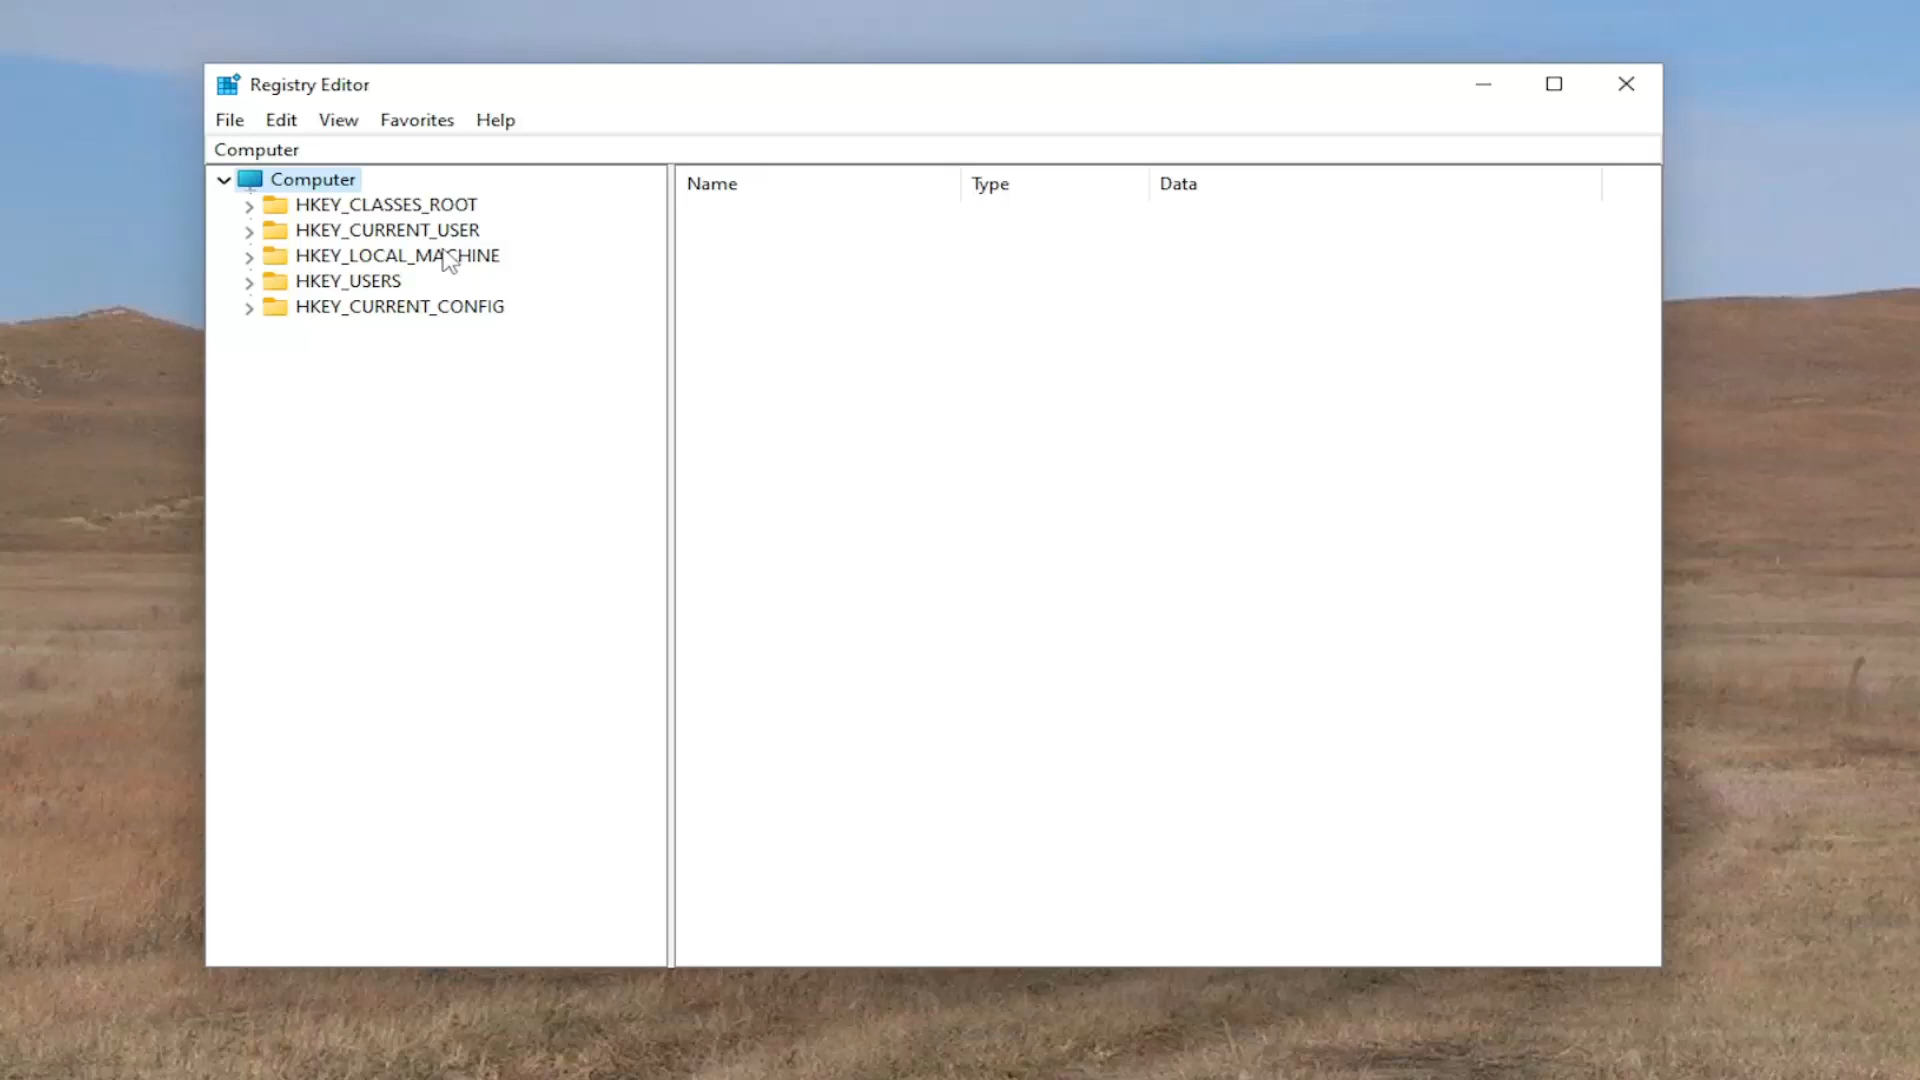 Registry Editor
File Edit View Favorites Help
Computer
Computer
HKEY_CLASSES_ROOT
HKEY_CURRENT_USER
HKEY_LOCAL_MACHINE
HKEY_USERS
HKEY_CURRENT_CONFIG
Name Type Data